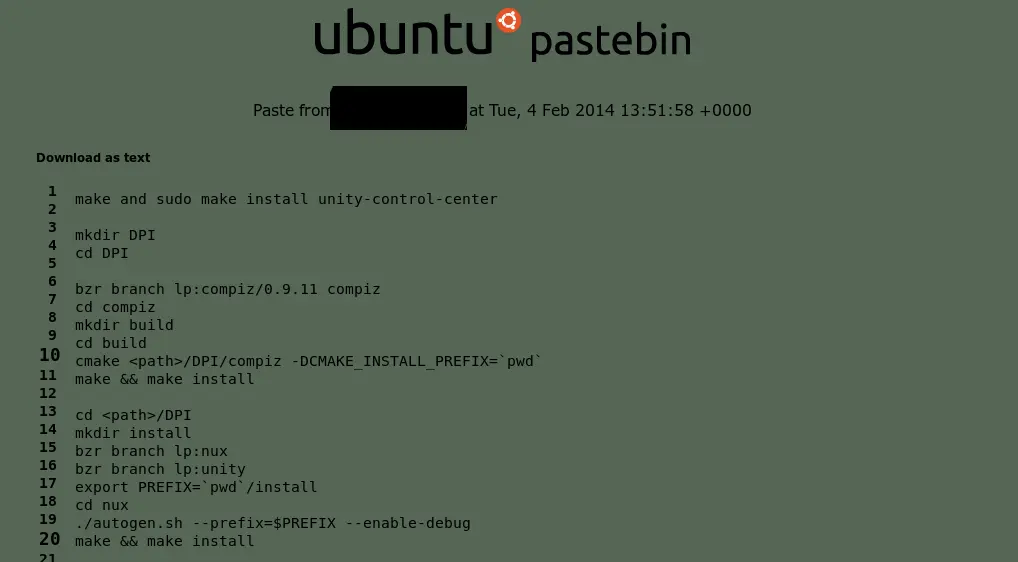 ubuntu pastebin
Paste from at Tue, 4 Feb 2014 13:51:58 +0000
Download as text
1 make and sudo make install unity-control-center
2
3 mkdir DPI
4 cd DPI
5
6 bzr branch lp:compiz/0.9.11 compiz
7 cd compiz
8 mkdir build
9 cd build
10 cmake <path>/DPI/compiz -DCMAKE_INSTALL_PREFIX=`pwd`
11 make && make install
12
13 cd <path>/DPI
14 mkdir install
15 bzr branch lp:nux
16 bzr branch lp:unity
17 export PREFIX=`pwd`/install
18 cd nux
19 ./autogen.sh --prefix=$PREFIX --enable-debug
20 make && make install
21